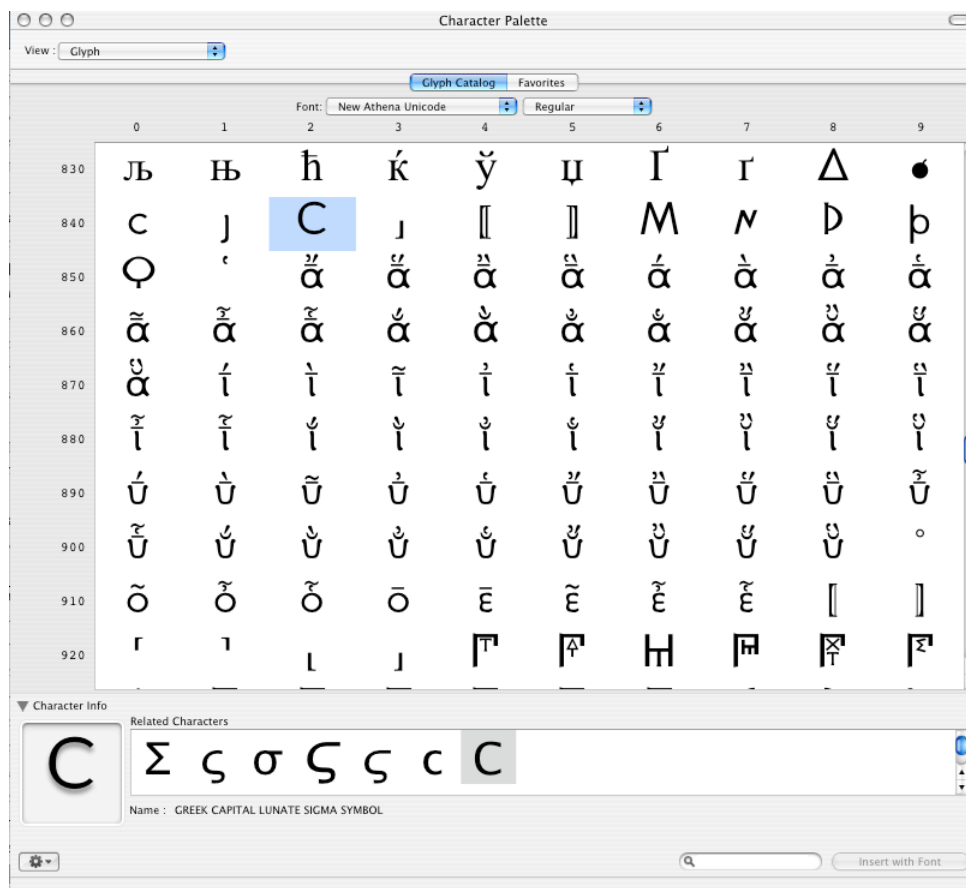 Character Palette
View : Glyph
Glyph Catalog Favorites
Font: New Athena Unicode Regular
0 1 2 3 4 5 6 7 8 9
830 љ њ ћ ќ ў џ Ґ ґ Δ
840 ϲ Ϲ ⟦ ⟧ Ϻ Ϸ ϸ
850 Ϙ ʽ ᾱ̓́ ᾱ̔́ ᾱ̓̀ ᾱ̔̀ ᾱ́ ᾱ̀ ᾱ̓ ᾱ̔
860 ᾱ͂ ᾱ̓͂ ᾱ̔͂ ᾰ́ ᾰ̀ ᾰ̓ ᾰ̔ ᾰ̓́ ᾰ̓̀ ᾰ̔́
870 ᾰ̔̀ ῑ́ ῑ̀ ῑ͂ ῑ̓ ῑ̔ ῑ̓́ ῑ̓̀ ῑ̔́ ῑ̔̀
880 ῑ̓͂ ῑ̔͂ ῐ́ ῐ̀ ῐ̓ ῐ̔ ῐ̓́ ῐ̓̀ ῐ̔́ ῐ̔̀
890 ῡ́ ῡ̀ ῡ͂ ῡ̓ ῡ̔ ῡ̓́ ῡ̓̀ ῡ̔́ ῡ̔̀ ῡ̓͂
900 ῡ̔͂ ῠ́ ῠ̀ ῠ̓ ῠ̔ ῠ̓́ ῠ̓̀ ῠ̔́ ῠ̔̀ °
910 ο͂ ὀ͂ ὁ͂ ο̄ ε̄ ε͂ ἐ͂ ἑ͂ ⟦ ⟧
920 ⸢ ⸣ ⸤ ⸥
Character Info
Related Characters
Ϲ Σ ς σ Ϛ ϛ ϲ Ϲ
Name : GREEK CAPITAL LUNATE SIGMA SYMBOL
Insert with Font